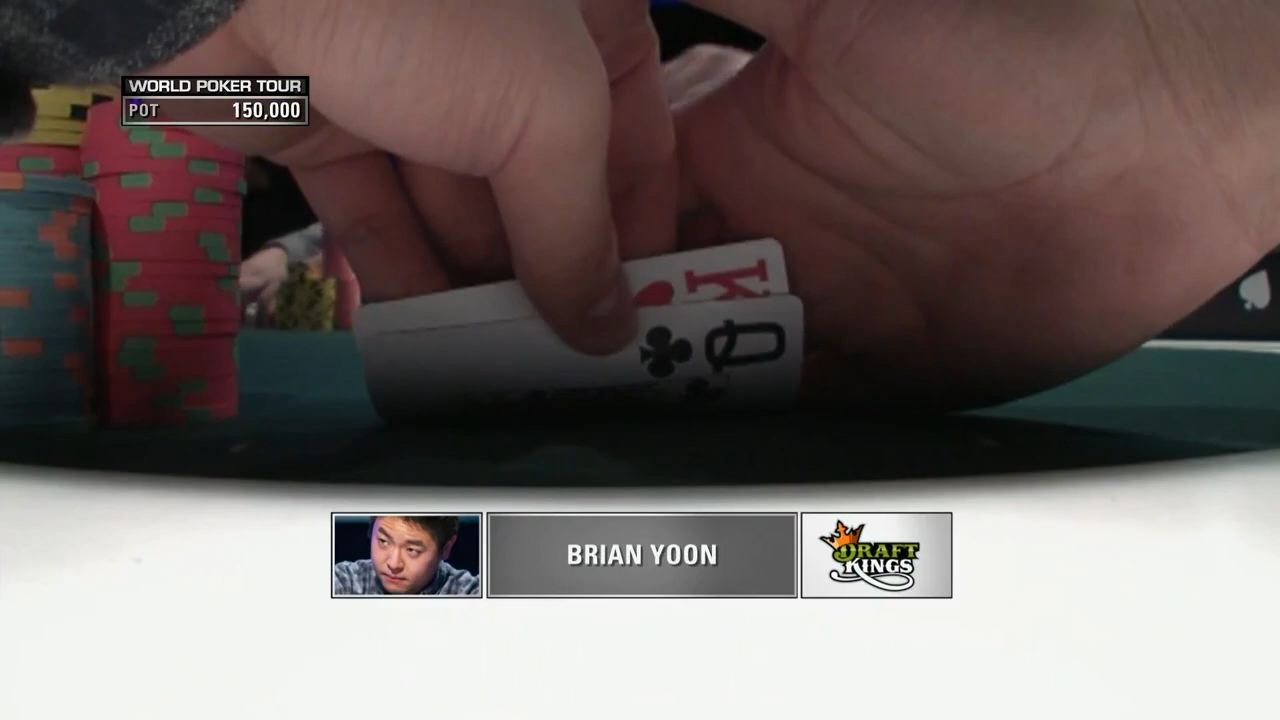 WORLD POKER TOUR
POT 150,000
K
Q
BRIAN YOON
DRAFT
KINGS